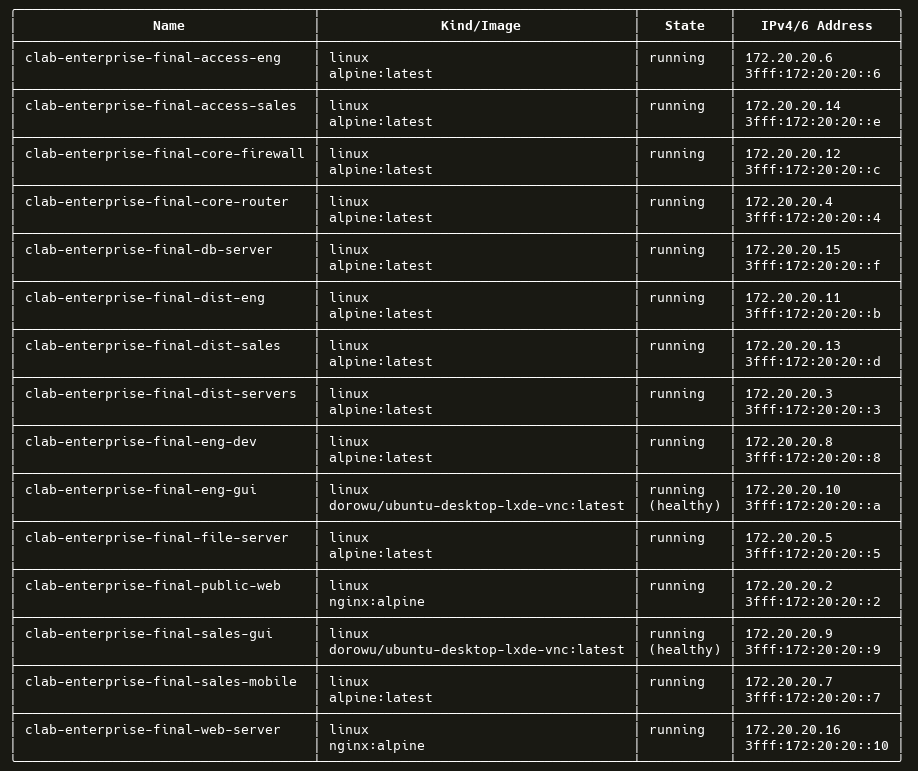 Name Kind/Image State IPv4/6 Address
clab-enterprise-final-access-eng linux running 172.20.20.6
alpine:latest 3fff:172:20:20::6
clab-enterprise-final-access-sales linux running 172.20.20.14
alpine:latest 3fff:172:20:20::e
clab-enterprise-final-core-firewall linux running 172.20.20.12
alpine:latest 3fff:172:20:20::c
clab-enterprise-final-core-router linux running 172.20.20.4
alpine:latest 3fff:172:20:20::4
clab-enterprise-final-db-server linux running 172.20.20.15
alpine:latest 3fff:172:20:20::f
clab-enterprise-final-dist-eng linux running 172.20.20.11
alpine:latest 3fff:172:20:20::b
clab-enterprise-final-dist-sales linux running 172.20.20.13
alpine:latest 3fff:172:20:20::d
clab-enterprise-final-dist-servers linux running 172.20.20.3
alpine:latest 3fff:172:20:20::3
clab-enterprise-final-eng-dev linux running 172.20.20.8
alpine:latest 3fff:172:20:20::8
clab-enterprise-final-eng-gui linux running 172.20.20.10
dorowu/ubuntu-desktop-lxde-vnc:latest (healthy) 3fff:172:20:20::a
clab-enterprise-final-file-server linux running 172.20.20.5
alpine:latest 3fff:172:20:20::5
clab-enterprise-final-public-web linux running 172.20.20.2
nginx:alpine 3fff:172:20:20::2
clab-enterprise-final-sales-gui linux running 172.20.20.9
dorowu/ubuntu-desktop-lxde-vnc:latest (healthy) 3fff:172:20:20::9
clab-enterprise-final-sales-mobile linux running 172.20.20.7
alpine:latest 3fff:172:20:20::7
clab-enterprise-final-web-server linux running 172.20.20.16
nginx:alpine 3fff:172:20:20::10